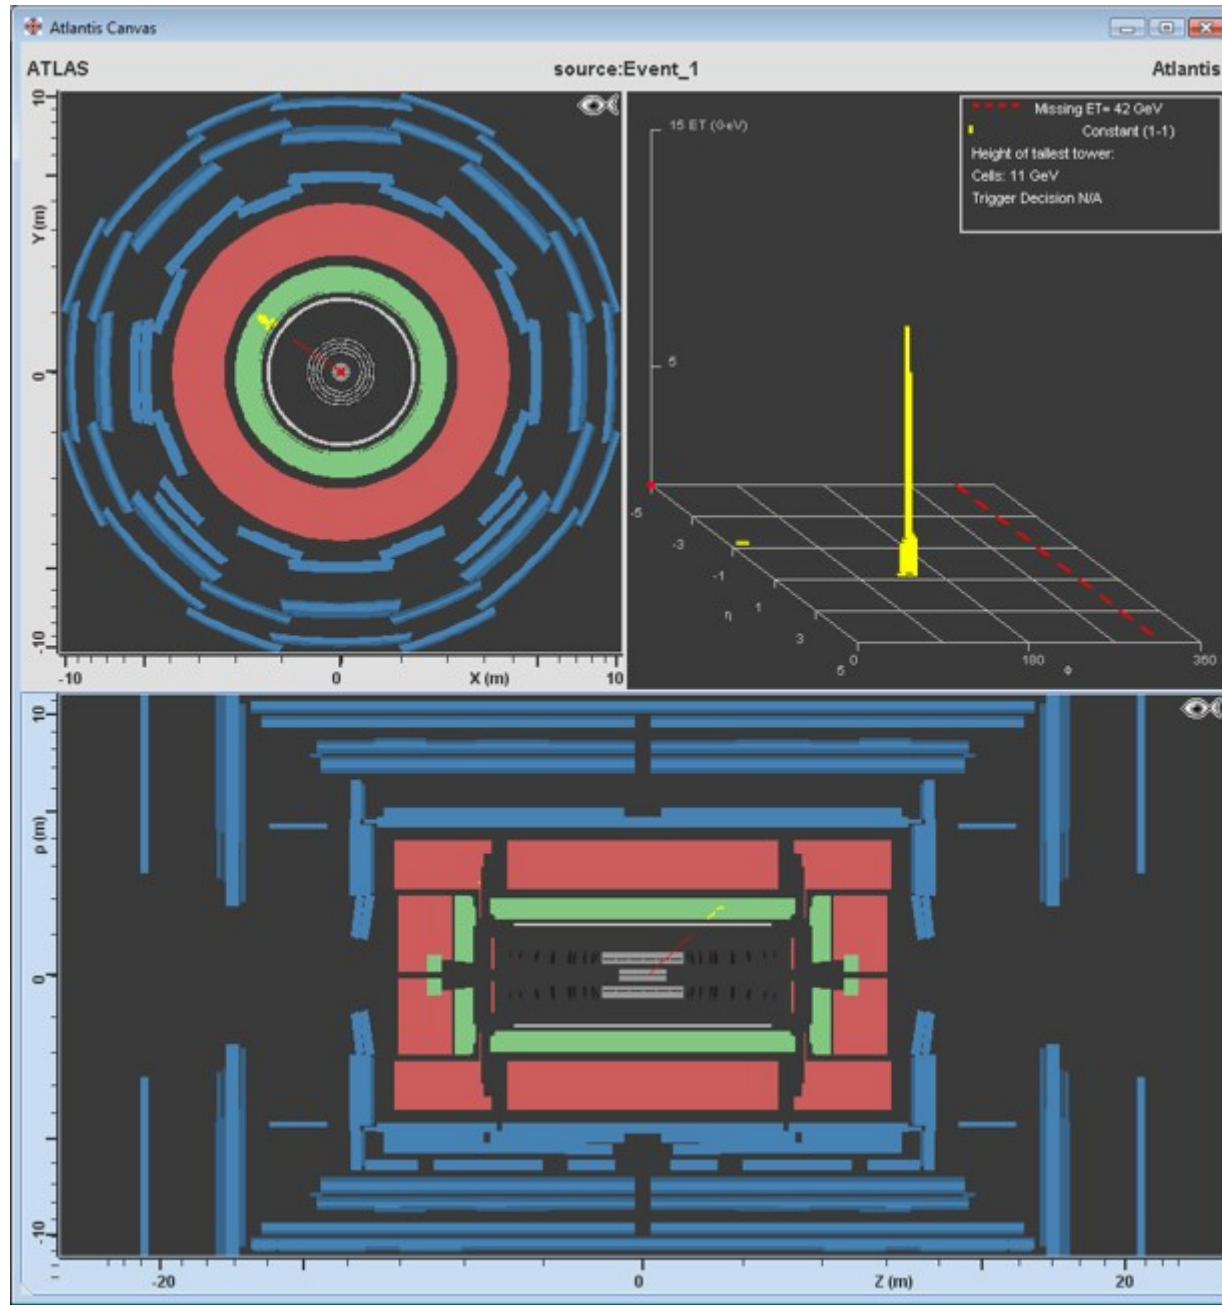 Atlantis Canvas
ATLAS source:Event_1 Atlantis
10
Y (m)
0
-10
-10 0 X (m) 10
Missing ET= 42 GeV
Constant (1-1)
Height of tallest tower:
Cells: 11 GeV
Trigger Decision N/A
15 ET (0eV)
5
-5
-3
-1
η 1
3
5 0 180 Φ 350
10
ρ (m)
0
-10
-20 0 Z (m) 20